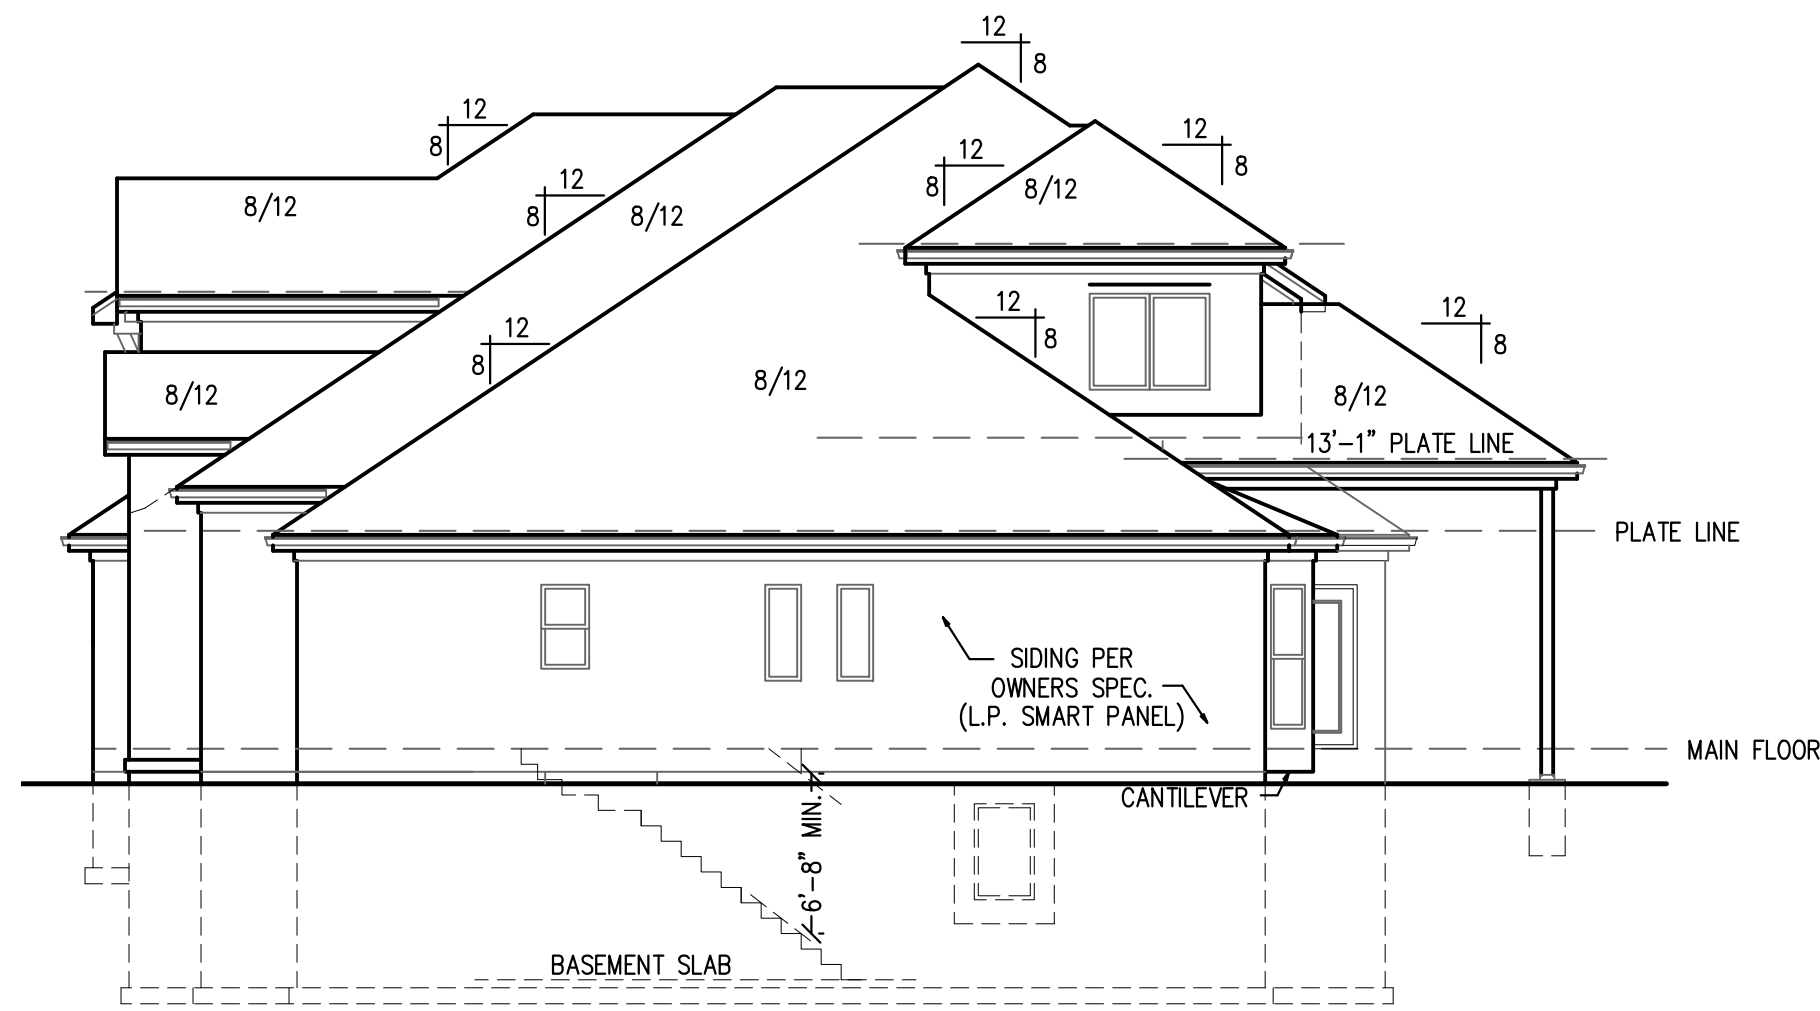 12
8
12
8
12
8
12
8
12
8
8/12
8/12
8/12
12
8
12
8
12
8
8/12
8/12
8/12
13'-1" PLATE LINE
PLATE LINE
SIDING PER
OWNERS SPEC.
(L.P. SMART PANEL)
MAIN FLOOR
CANTILEVER
6'-8" MIN.
BASEMENT SLAB